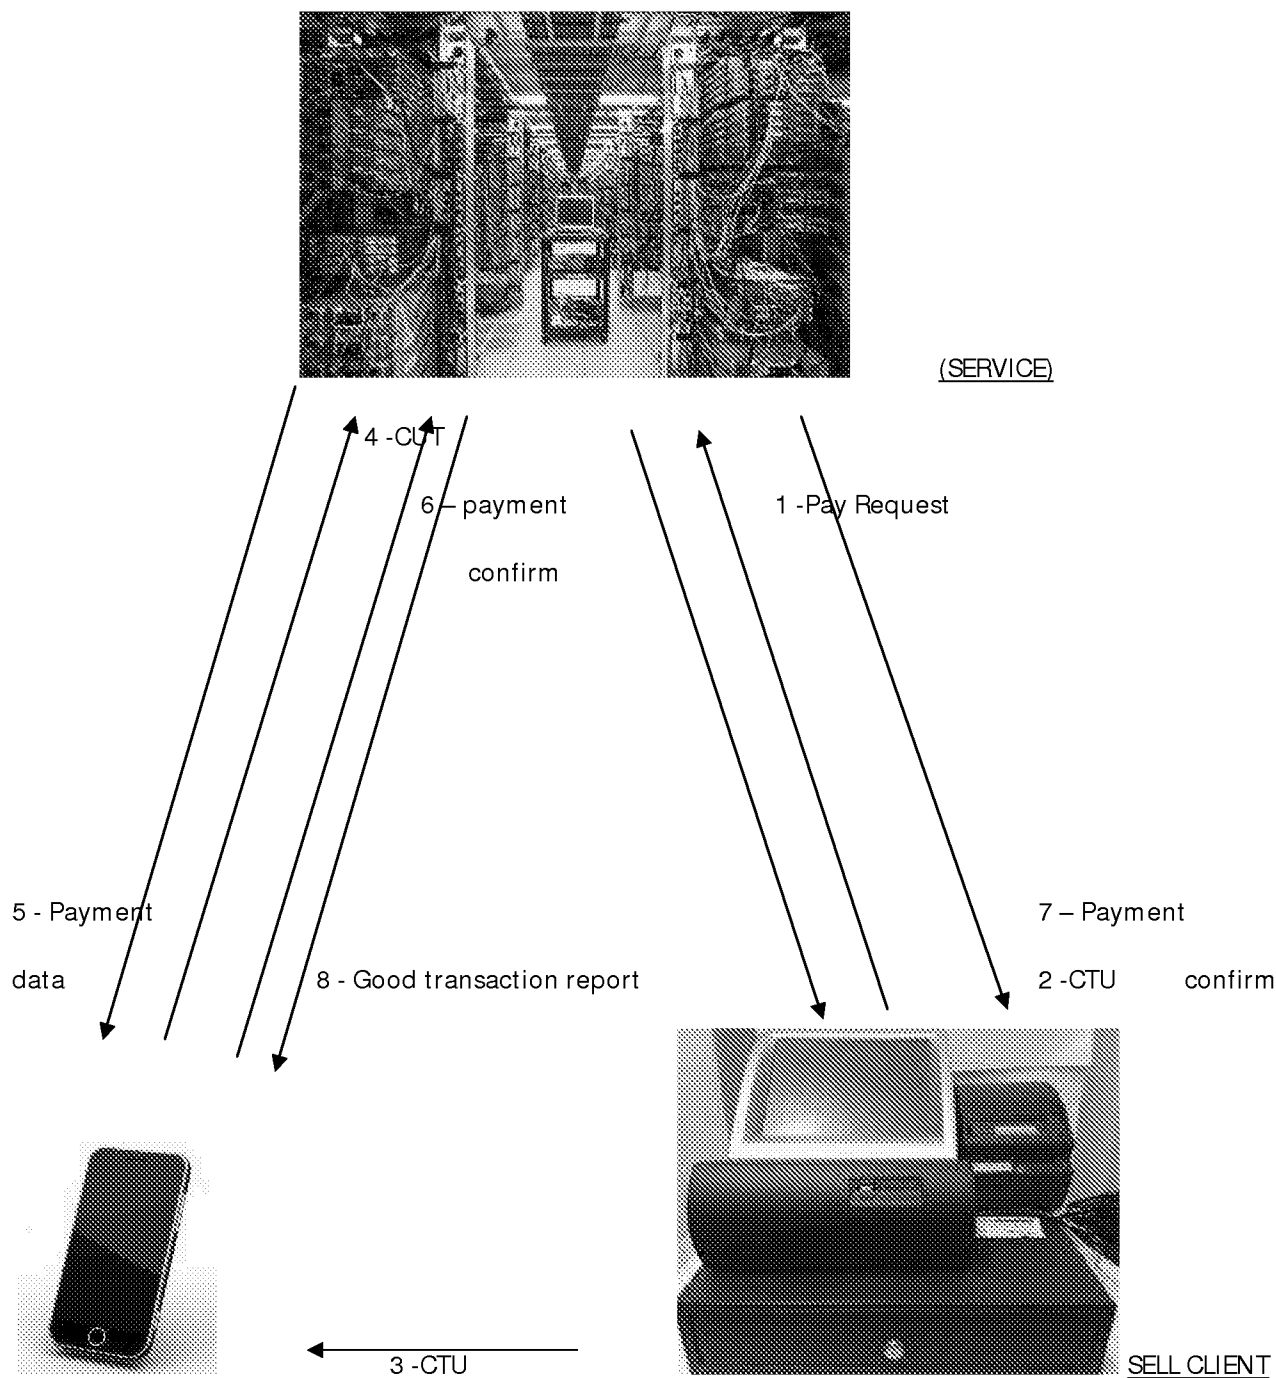 (SERVICE)
4 -CUT
6 – payment
1 -Pay Request
confirm
5 - Payment
7 – Payment
data
8 - Good transaction report
2 -CTU confirm
3 -CTU
SELL CLIENT